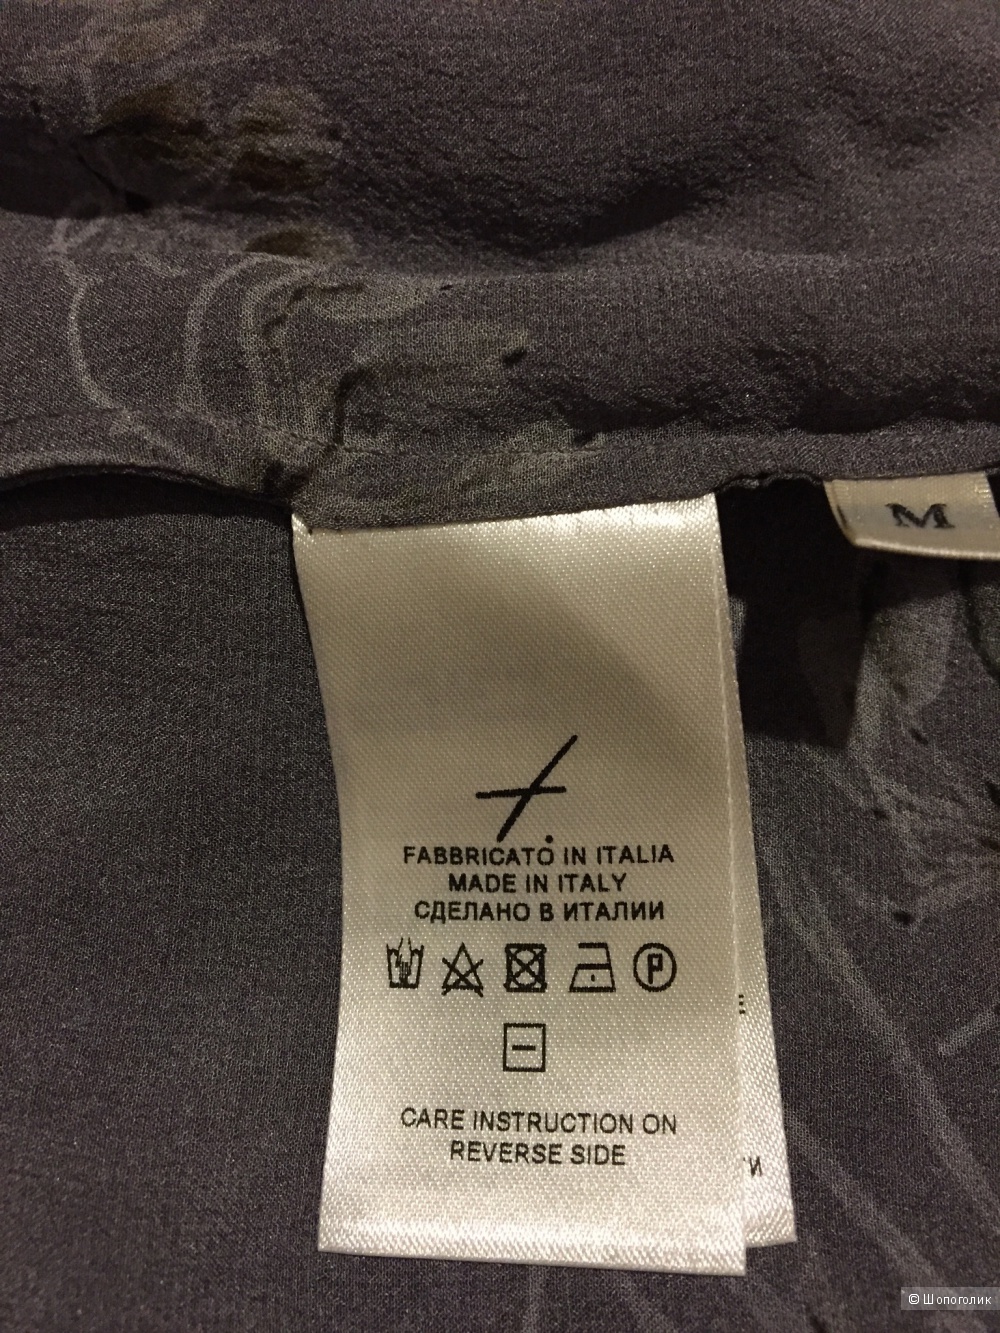 M
FABBRICATO IN ITALIA
MADE IN ITALY
СДЕЛАНО В ИТАЛИИ
P
CARE INSTRUCTION ON
REVERSE SIDE
© Шопоголик